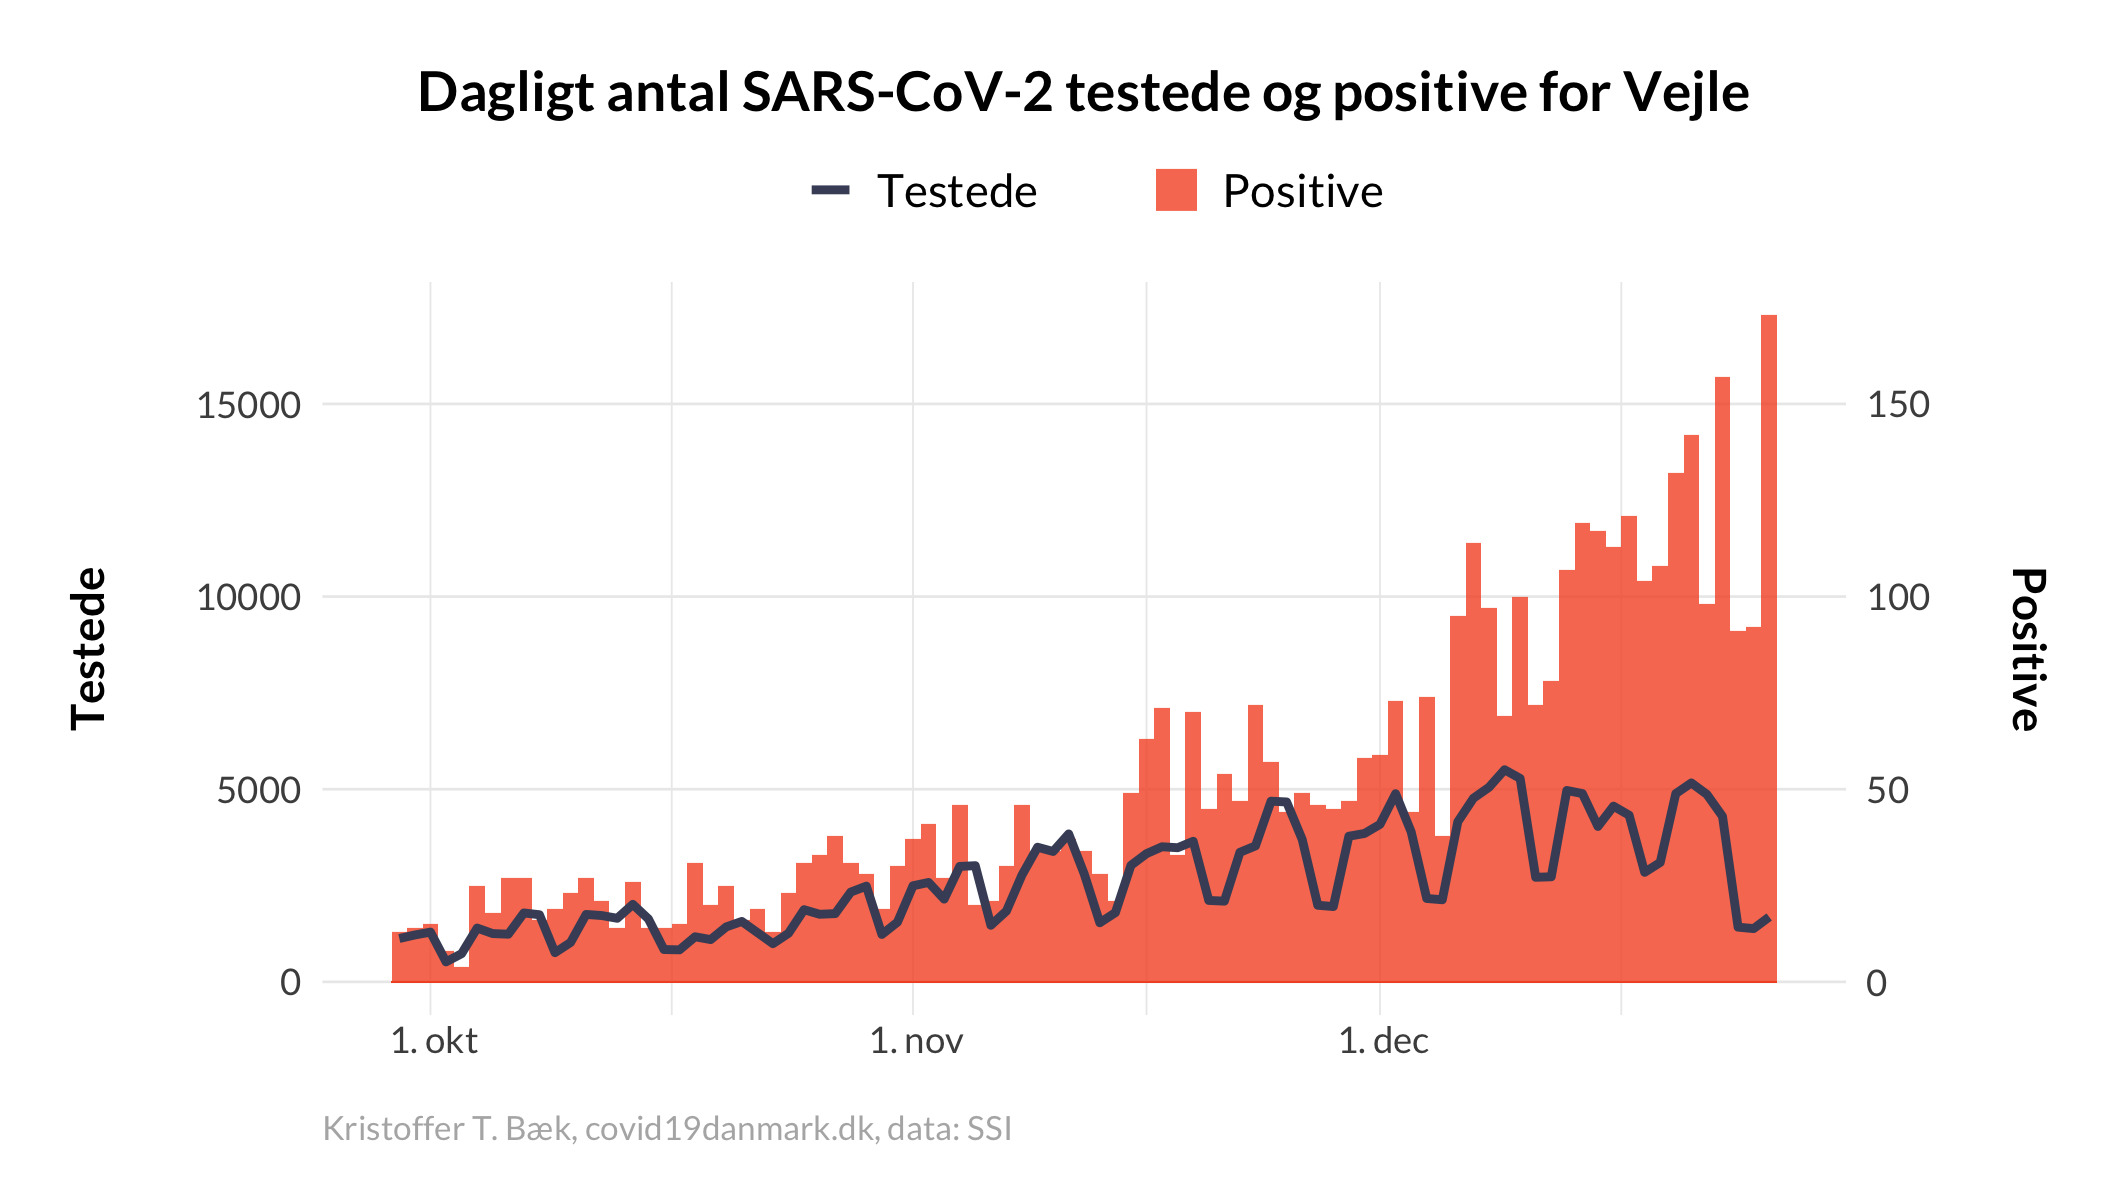 Dagligt antal SARS-CoV-2 testede og positive for Vejle
Testede
Positive
15000
10000
5000
0
150
100
50
0
Testede
Positive
1. okt
1. nov
1. dec
Kristoffer T. Bæk, covid19danmark.dk, data: SSI